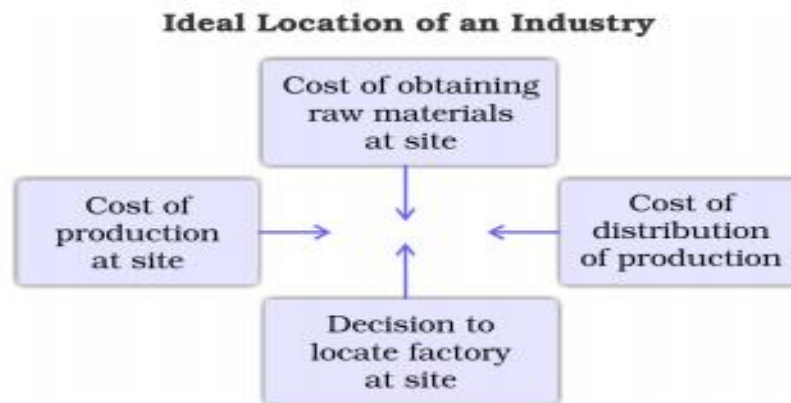 Ideal Location of an Industry
Cost of obtaining
raw materials
at site
Cost of
production
at site
Cost of
distribution
of production
Decision to
locate factory
at site